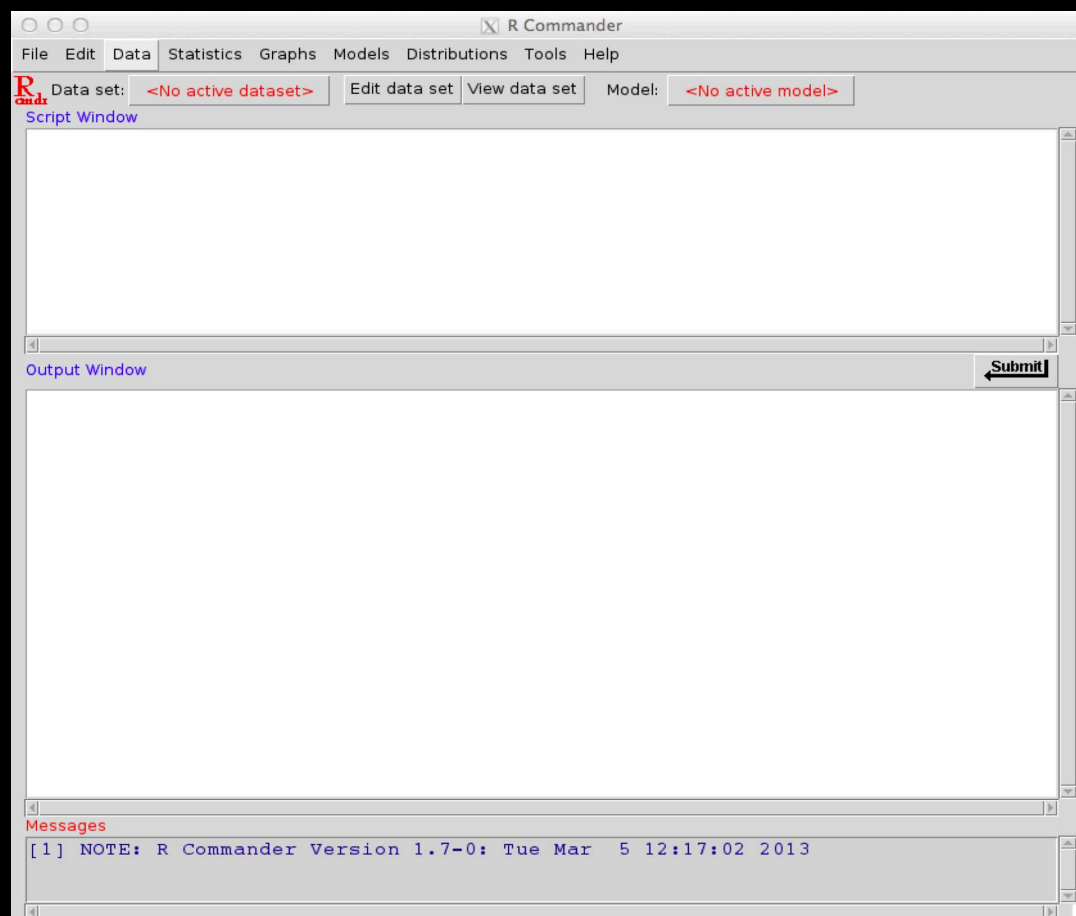 X R Commander
File Edit Data Statistics Graphs Models Distributions Tools Help
R cmdr Data set: <No active dataset> Edit data set View data set Model: <No active model>
Script Window
Output Window Submit
Messages
[1] NOTE: R Commander Version 1.7-0: Tue Mar  5 12:17:02 2013